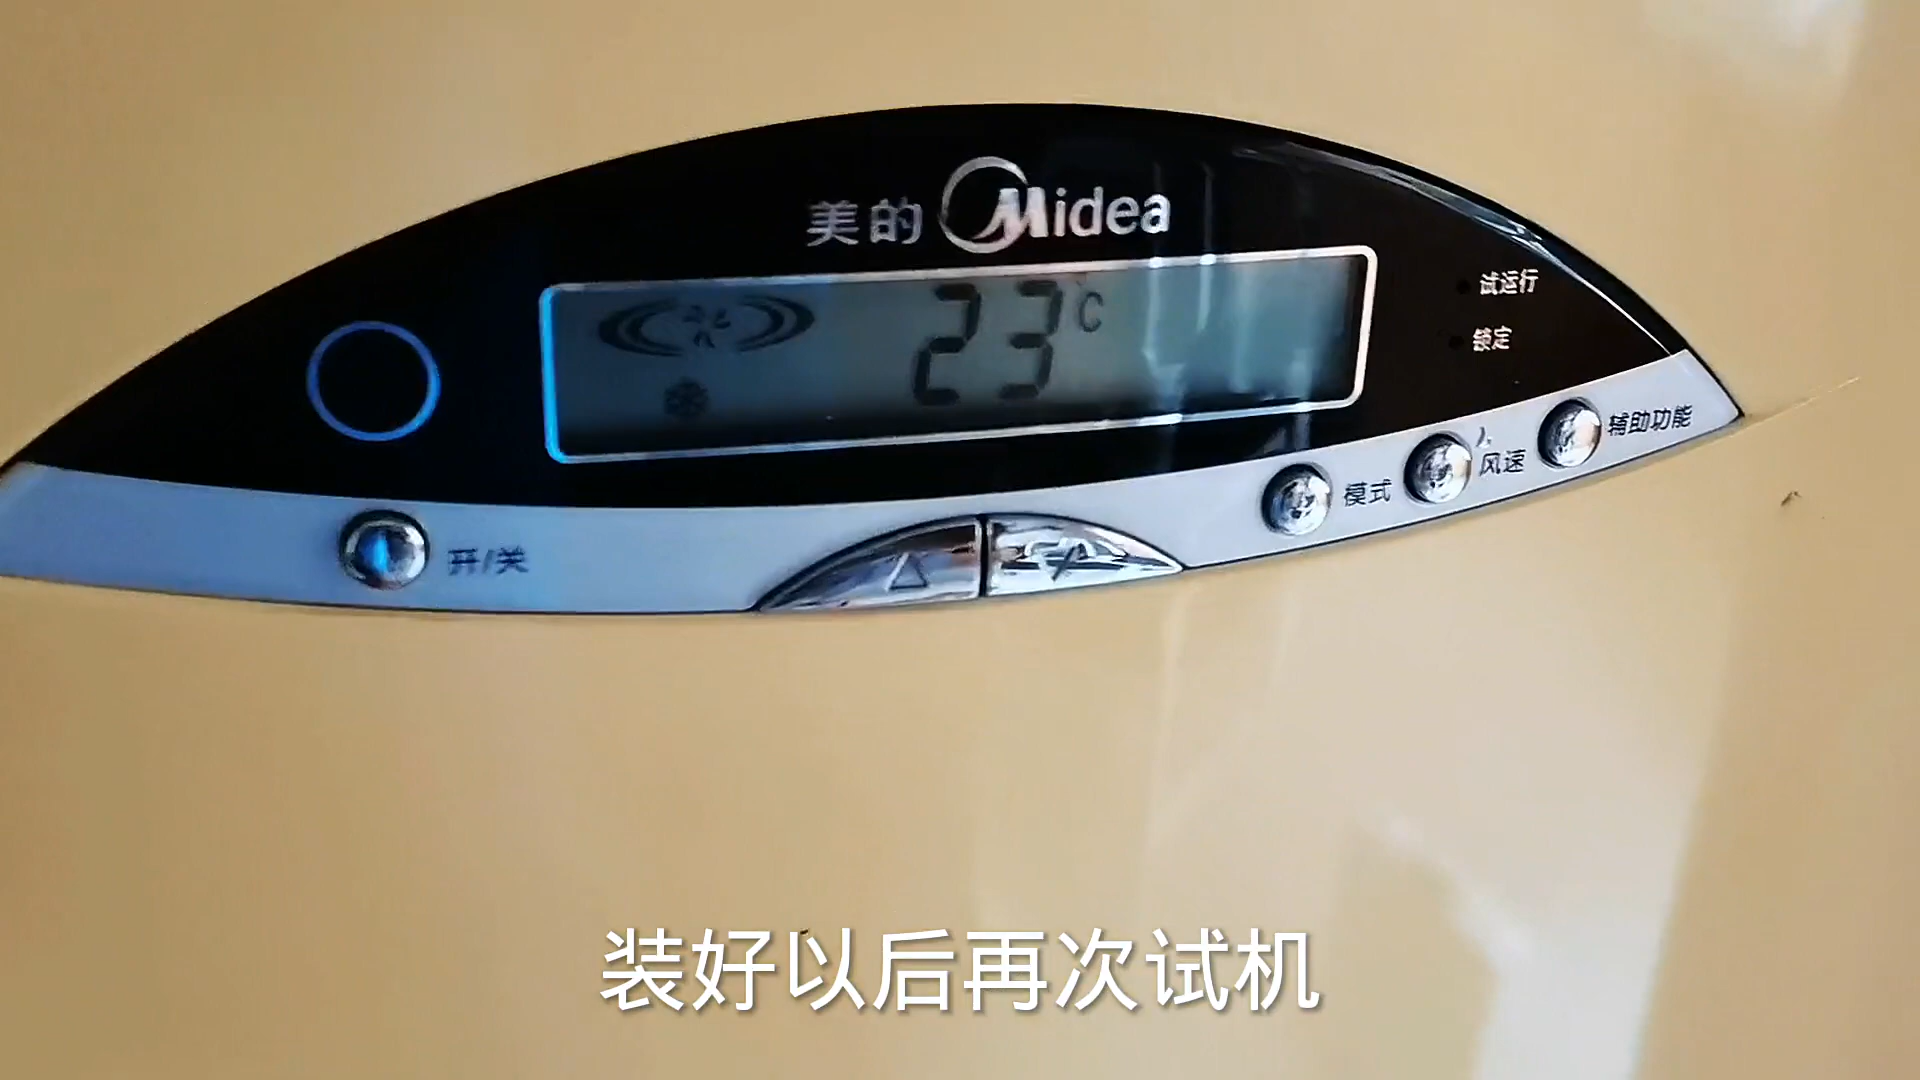 美的 Midea
23°C
试运行
锁定
开/关
模式
风速
辅助功能
装好以后再次试机